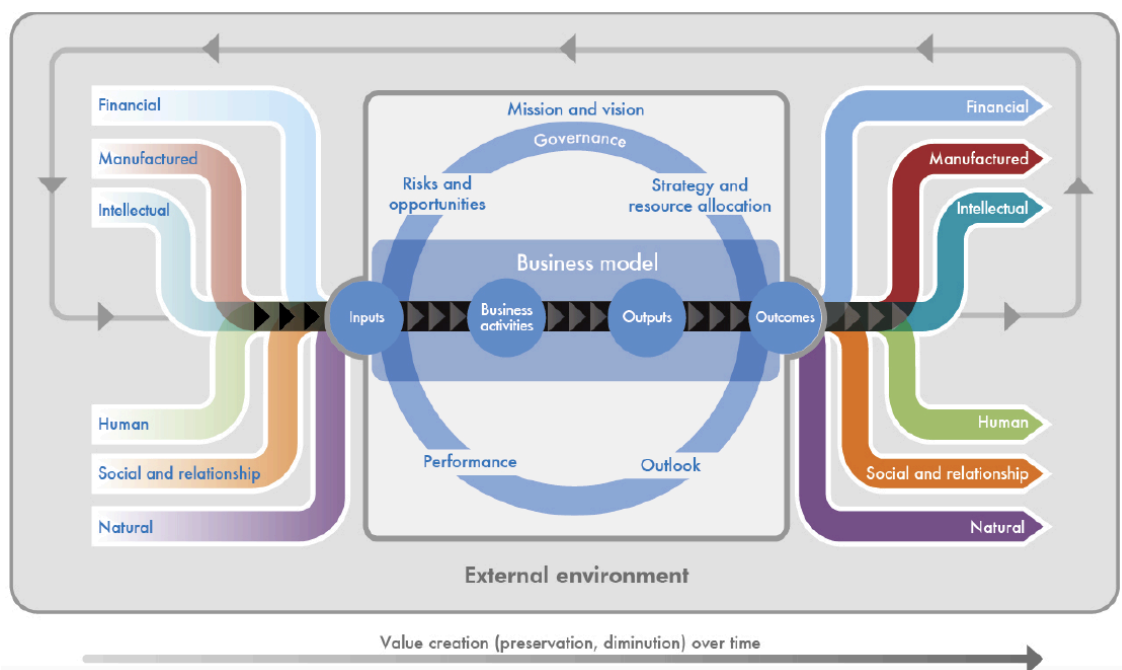 Financial
Manufactured
Intellectual
Human
Social and relationship
Natural
Mission and vision
Governance
Risks and
opportunities
Strategy and
resource allocation
Business model
Inputs
Business
activities
Outputs
Outcomes
Performance
Outlook
Financial
Manufactured
Intellectual
Human
Social and relationship
Natural
External environment
Value creation (preservation, diminution) over time